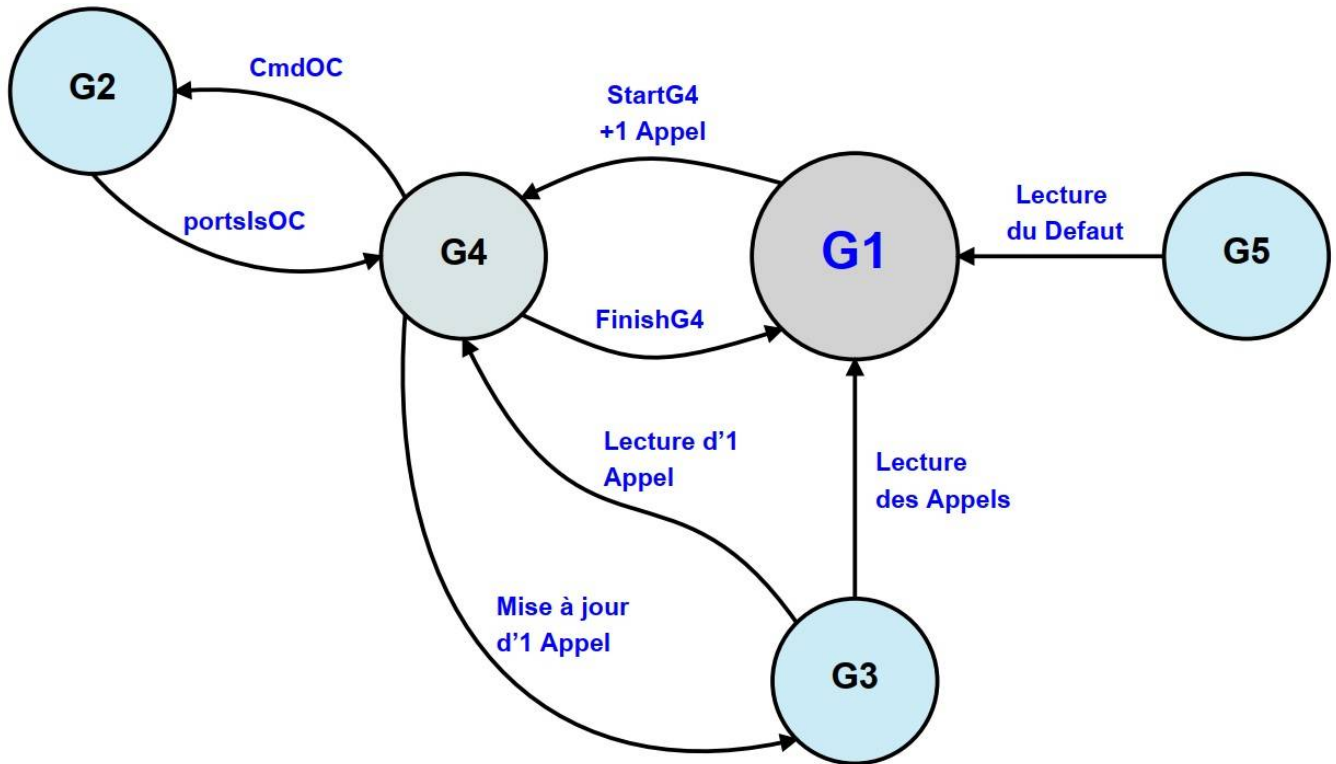 G2
CmdOC
StartG4
+1 Appel
portsIsOC
G4
G1
Lecture
du Defaut
G5
FinishG4
Lecture d'1
Appel
Lecture
des Appels
Mise à jour
d'1 Appel
G3